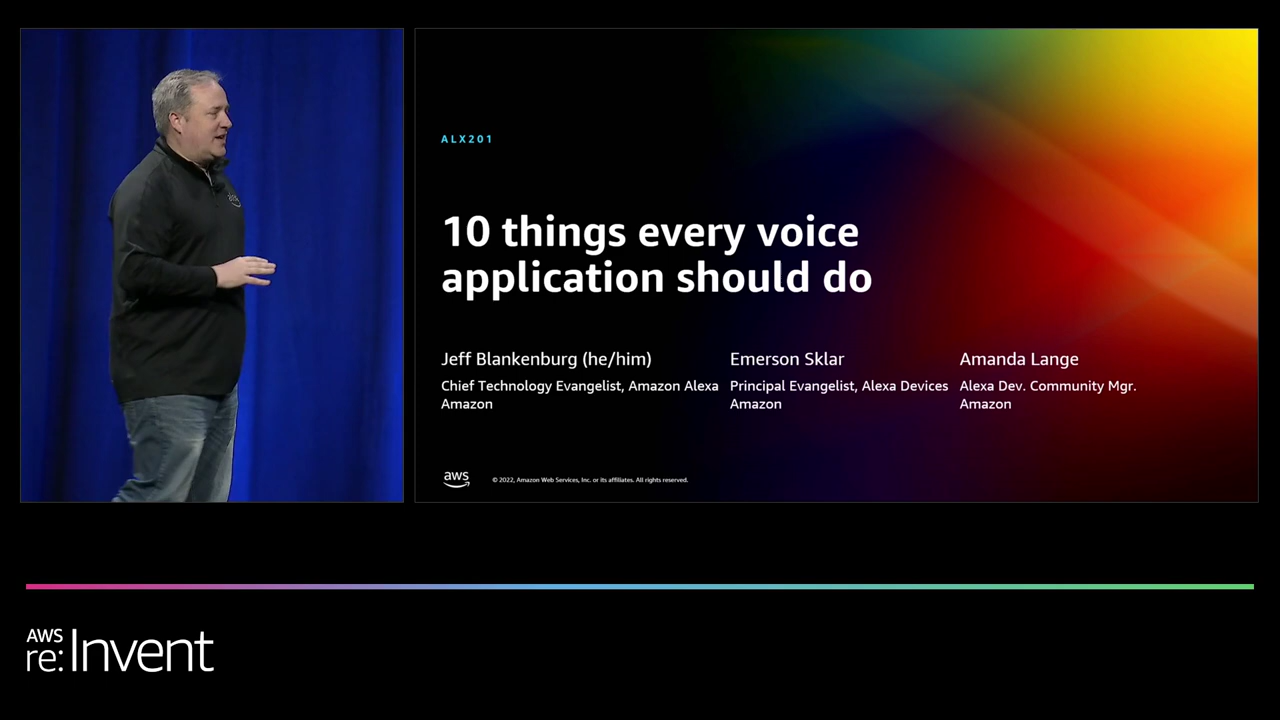 ALX201
10 things every voice
application should do
Jeff Blankenburg (he/him)
Chief Technology Evangelist, Amazon Alexa
Amazon
Emerson Sklar
Principal Evangelist, Alexa Devices
Amazon
Amanda Lange
Alexa Dev. Community Mgr.
Amazon
aws
© 2022, Amazon Web Services, Inc. or its affiliates. All rights reserved.
AWS
re:Invent